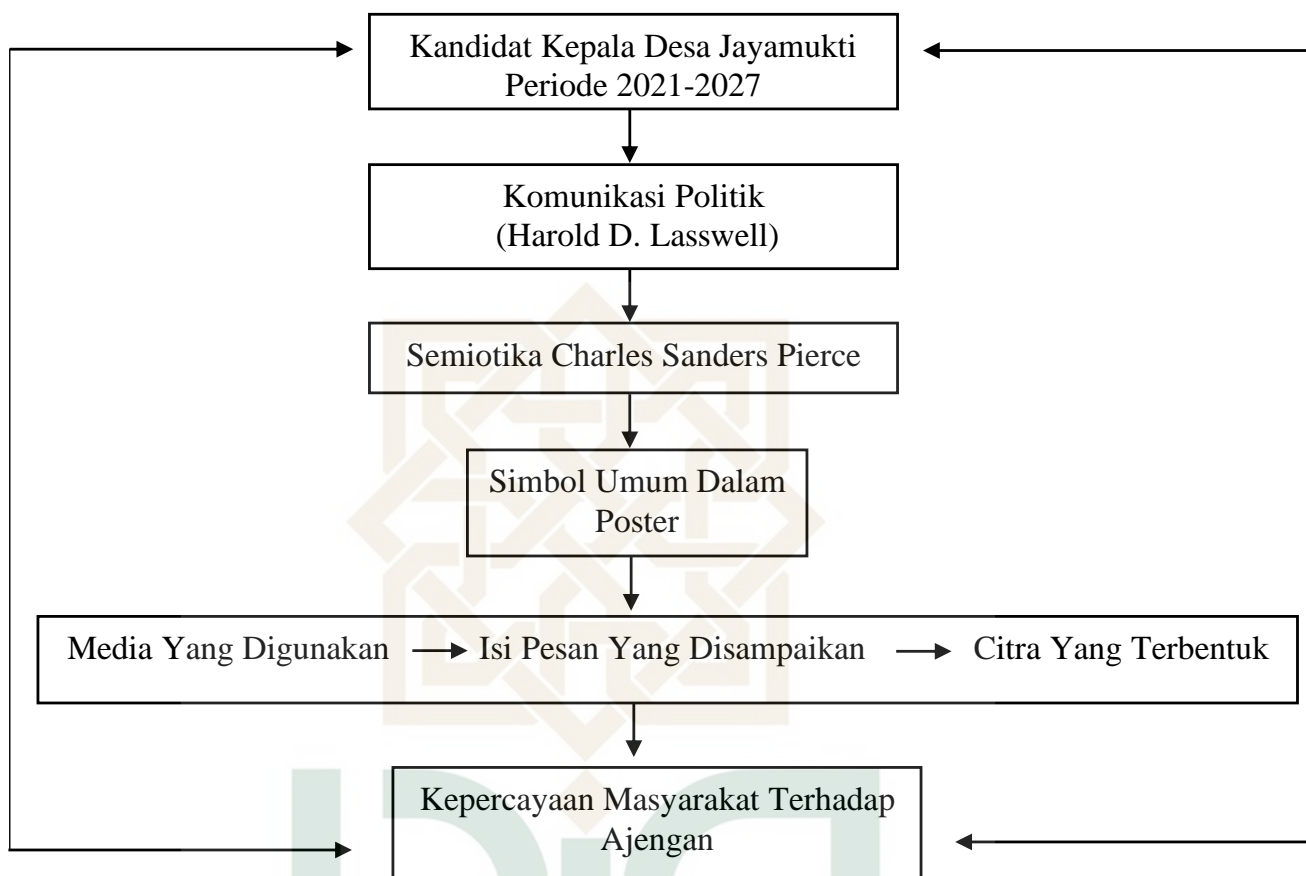 Kandidat Kepala Desa Jayamukti
Periode 2021-2027
Komunikasi Politik
(Harold D. Lasswell)
Semiotika Charles Sanders Pierce
Simbol Umum Dalam
Poster
Media Yang Digunakan
Isi Pesan Yang Disampaikan
Citra Yang Terbentuk
Kepercayaan Masyarakat Terhadap
Ajengan